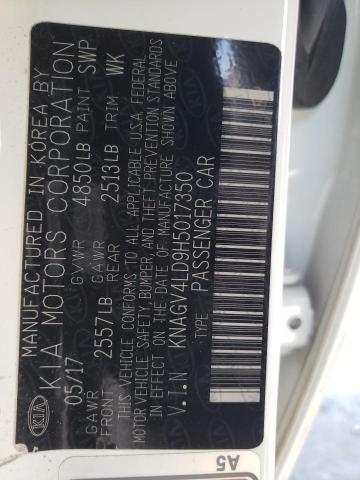 MANUFACTURED IN KOREA BY
KIA MOTORS CORPORATION
05/17 GVWR 4850LB PAINT SWP
GAWR FRONT 2557LB GAWR REAR 2513LB TRIM WK
THIS VEHICLE CONFORMS TO ALL APPLICABLE U.S.A. FEDERAL
MOTOR VEHICLE SAFETY, BUMPER, AND THEFT PREVENTION STANDARDS
IN EFFECT ON THE DATE OF MANUFACTURE SHOWN ABOVE
V.I.N KNAGV4LD9H5017350
TYPE: PASSENGER CAR
KIA
A5